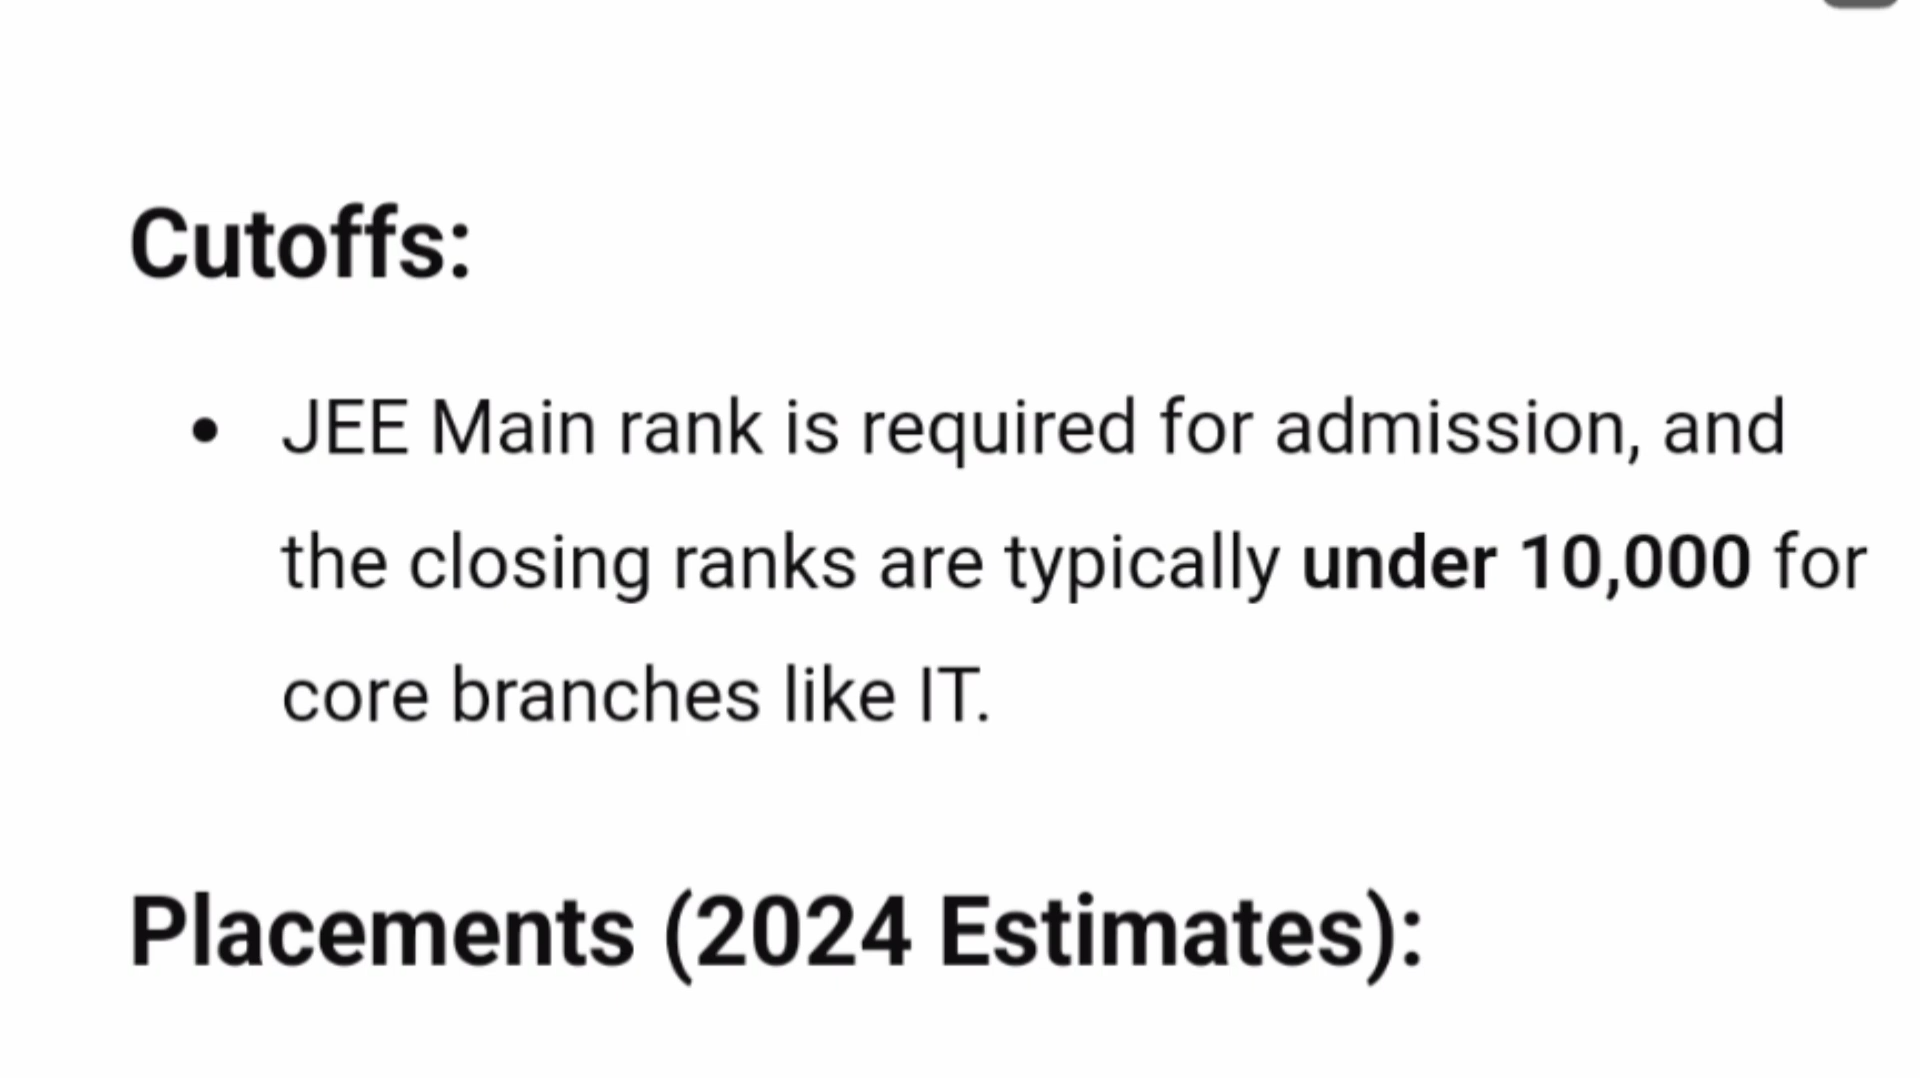 Cutoffs:
• JEE Main rank is required for admission, and
the closing ranks are typically under 10,000 for
core branches like IT.
Placements (2024 Estimates):